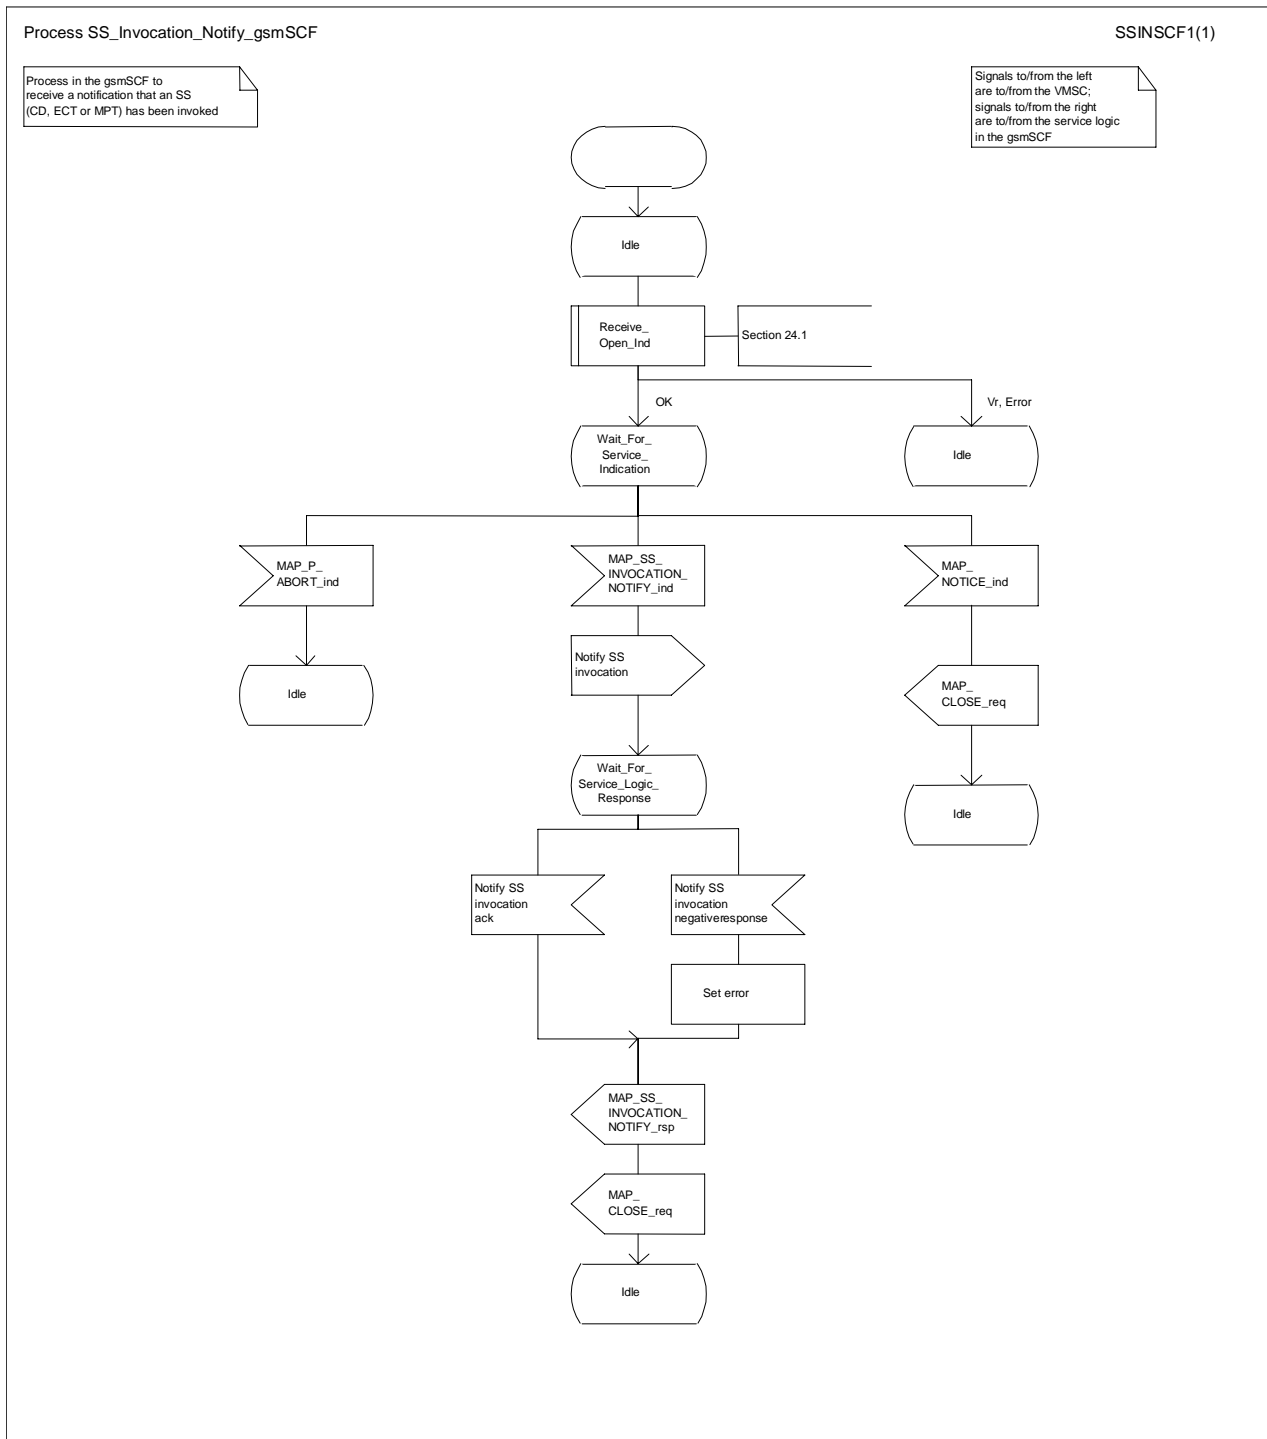 Process SS_Invocation_Notify_gsmSCF
SSINSCF1(1)
Process in the gsmSCF to
receive a notification that an SS
(CD, ECT or MPT) has been invoked
Signals to/from the left
are to/from the VMSC;
signals to/from the right
are to/from the service logic
in the gsmSCF
Idle
Receive_
Open_Ind
Section 24.1
OK
Vr, Error
Wait_For_
Service_
Indication
Idle
MAP_P_
ABORT_ind
MAP_SS_
INVOCATION_
NOTIFY_ind
MAP_
NOTICE_ind
Notify SS
invocation
Idle
MAP_
CLOSE_req
Wait_For_
Service_Logic_
Response
Idle
Notify SS
invocation
ack
Notify SS
invocation
negativeresponse
Set error
MAP_SS_
INVOCATION_
NOTIFY_rsp
MAP_
CLOSE_req
Idle